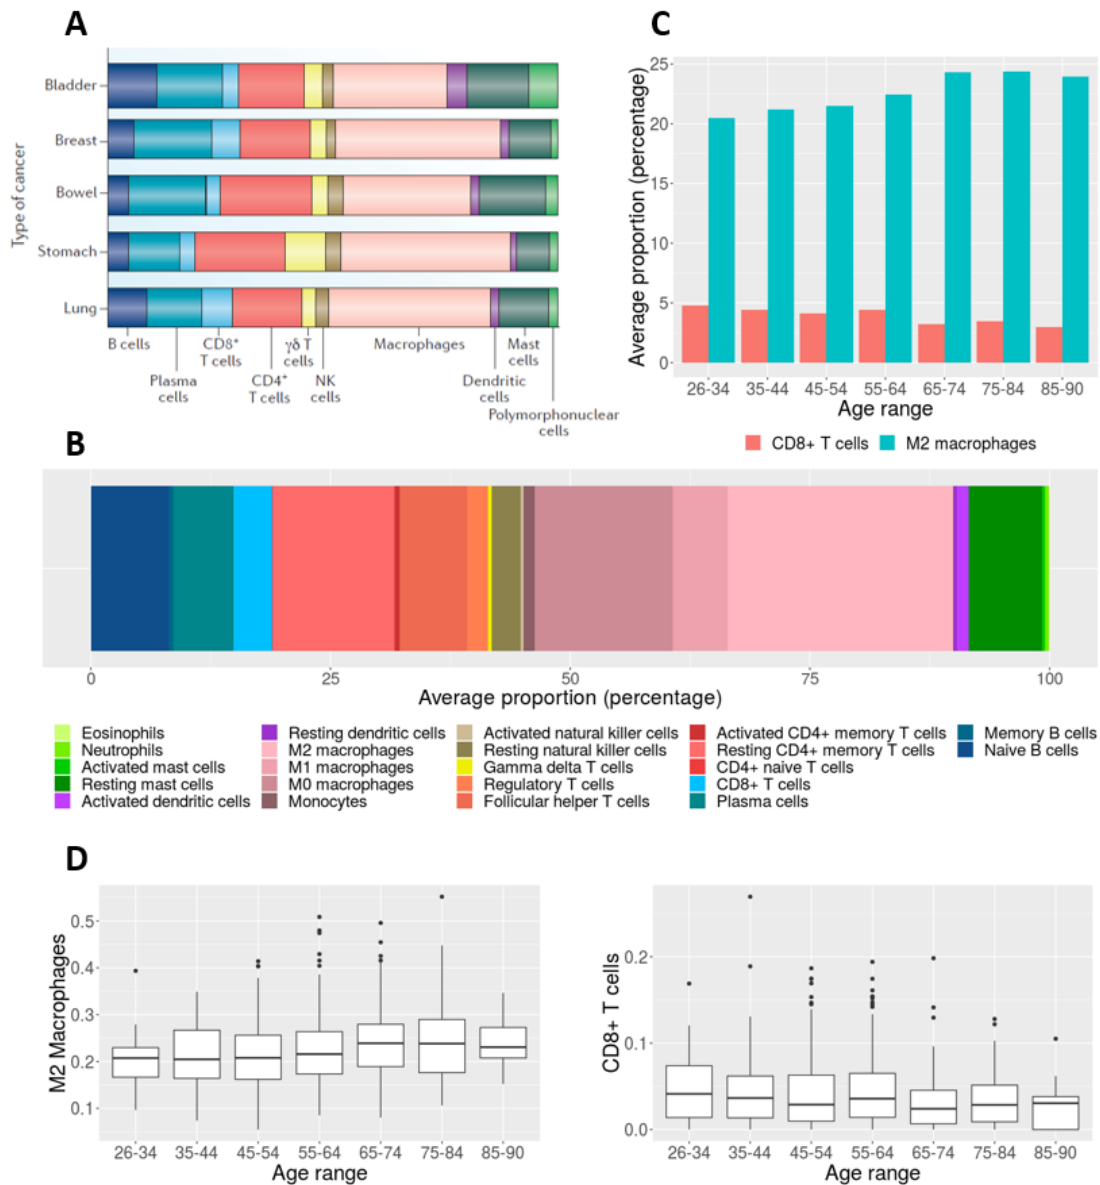 A
Type of cancer
Bladder
Breast
Bowel
Stomach
Lung
B cells
Plasma
cells
CD8+
T cells
CD4+
T cells
γδ T
cells
NK
cells
Macrophages
Dendritic
cells
Mast
cells
Polymorphonuclear
cells
C
Average proportion (percentage)
25
20
15
10
5
0
26-34 35-44 45-54 55-64 65-74 75-84 85-90
Age range
CD8+ T cells M2 macrophages
B
0 25 50 75 100
Average proportion (percentage)
Eosinophils
Neutrophils
Activated mast cells
Resting mast cells
Activated dendritic cells
Resting dendritic cells
M2 macrophages
M1 macrophages
M0 macrophages
Monocytes
Activated natural killer cells
Resting natural killer cells
Gamma delta T cells
Regulatory T cells
Follicular helper T cells
Activated CD4+ memory T cells
Resting CD4+ memory T cells
CD4+ naive T cells
CD8+ T cells
Plasma cells
Memory B cells
Naive B cells
D
M2 Macrophages
0.5
0.4
0.3
0.2
0.1
26-34 35-44 45-54 55-64 65-74 75-84 85-90
Age range
CD8+ T cells
0.2
0.1
0.0
26-34 35-44 45-54 55-64 65-74 75-84 85-90
Age range